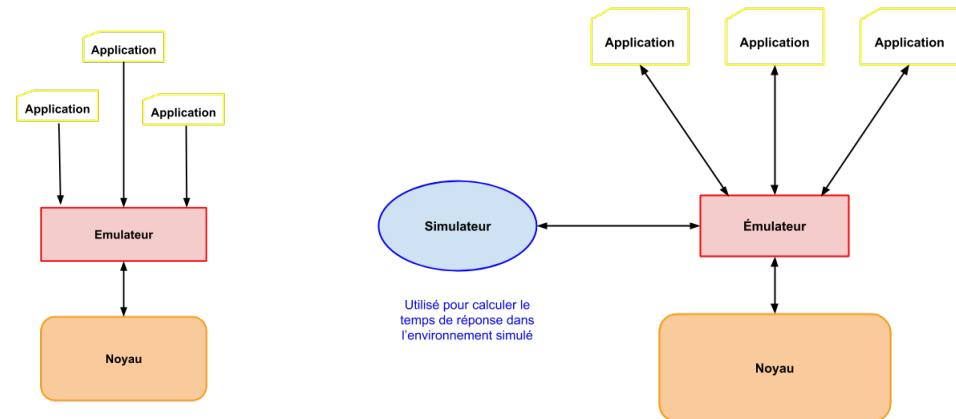 Application
Application
Application
Emulateur
Noyau
Application
Application
Application
Simulateur
Émulateur
Utilisé pour calculer le
temps de réponse dans
l'environnement simulé
Noyau